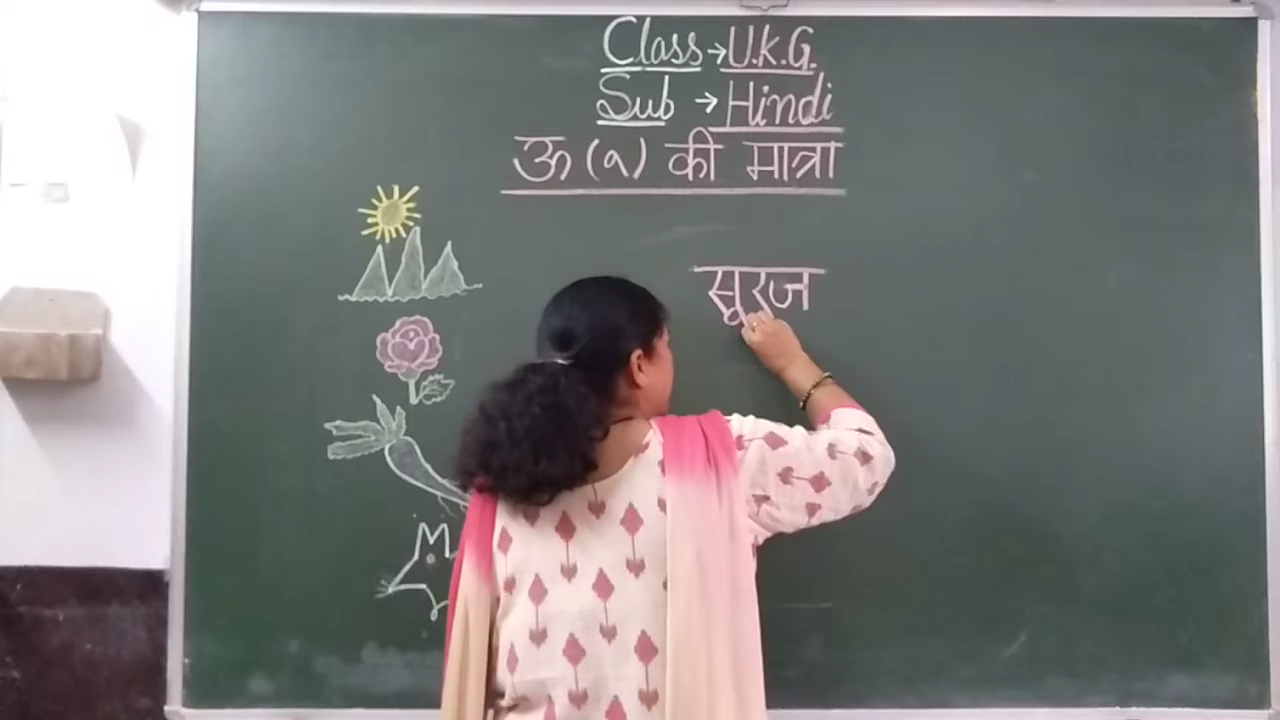 Class → U.K.G.
Sub → Hindi
ऊ ( ू ) की मात्रा
सूरज